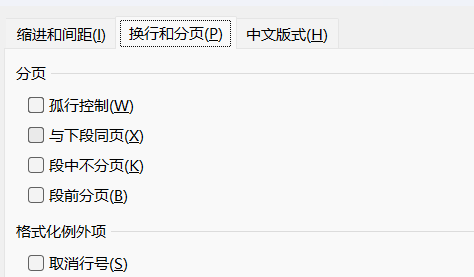 缩进和间距(I) 换行和分页(P) 中文版式(H)
分页
孤行控制(W)
与下段同页(X)
段中不分页(K)
段前分页(B)
格式化例外项
取消行号(S)